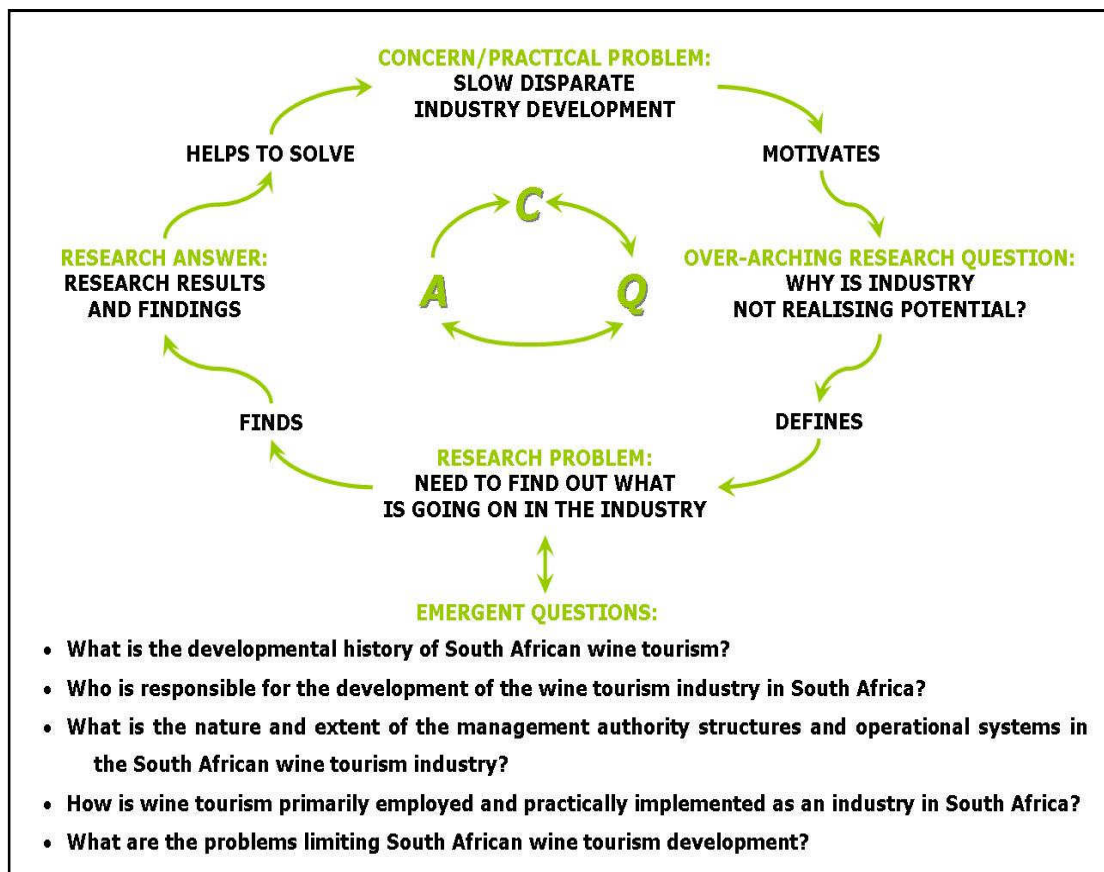 CONCERN/PRACTICAL PROBLEM:
SLOW DISPARATE
INDUSTRY DEVELOPMENT
HELPS TO SOLVE
MOTIVATES
C
RESEARCH ANSWER:
RESEARCH RESULTS
AND FINDINGS
A
Q
OVER-ARCHING RESEARCH QUESTION:
WHY IS INDUSTRY
NOT REALISING POTENTIAL?
FINDS
DEFINES
RESEARCH PROBLEM:
NEED TO FIND OUT WHAT
IS GOING ON IN THE INDUSTRY
EMERGENT QUESTIONS:
• What is the developmental history of South African wine tourism?
• Who is responsible for the development of the wine tourism industry in South Africa?
• What is the nature and extent of the management authority structures and operational systems in
the South African wine tourism industry?
• How is wine tourism primarily employed and practically implemented as an industry in South Africa?
• What are the problems limiting South African wine tourism development?